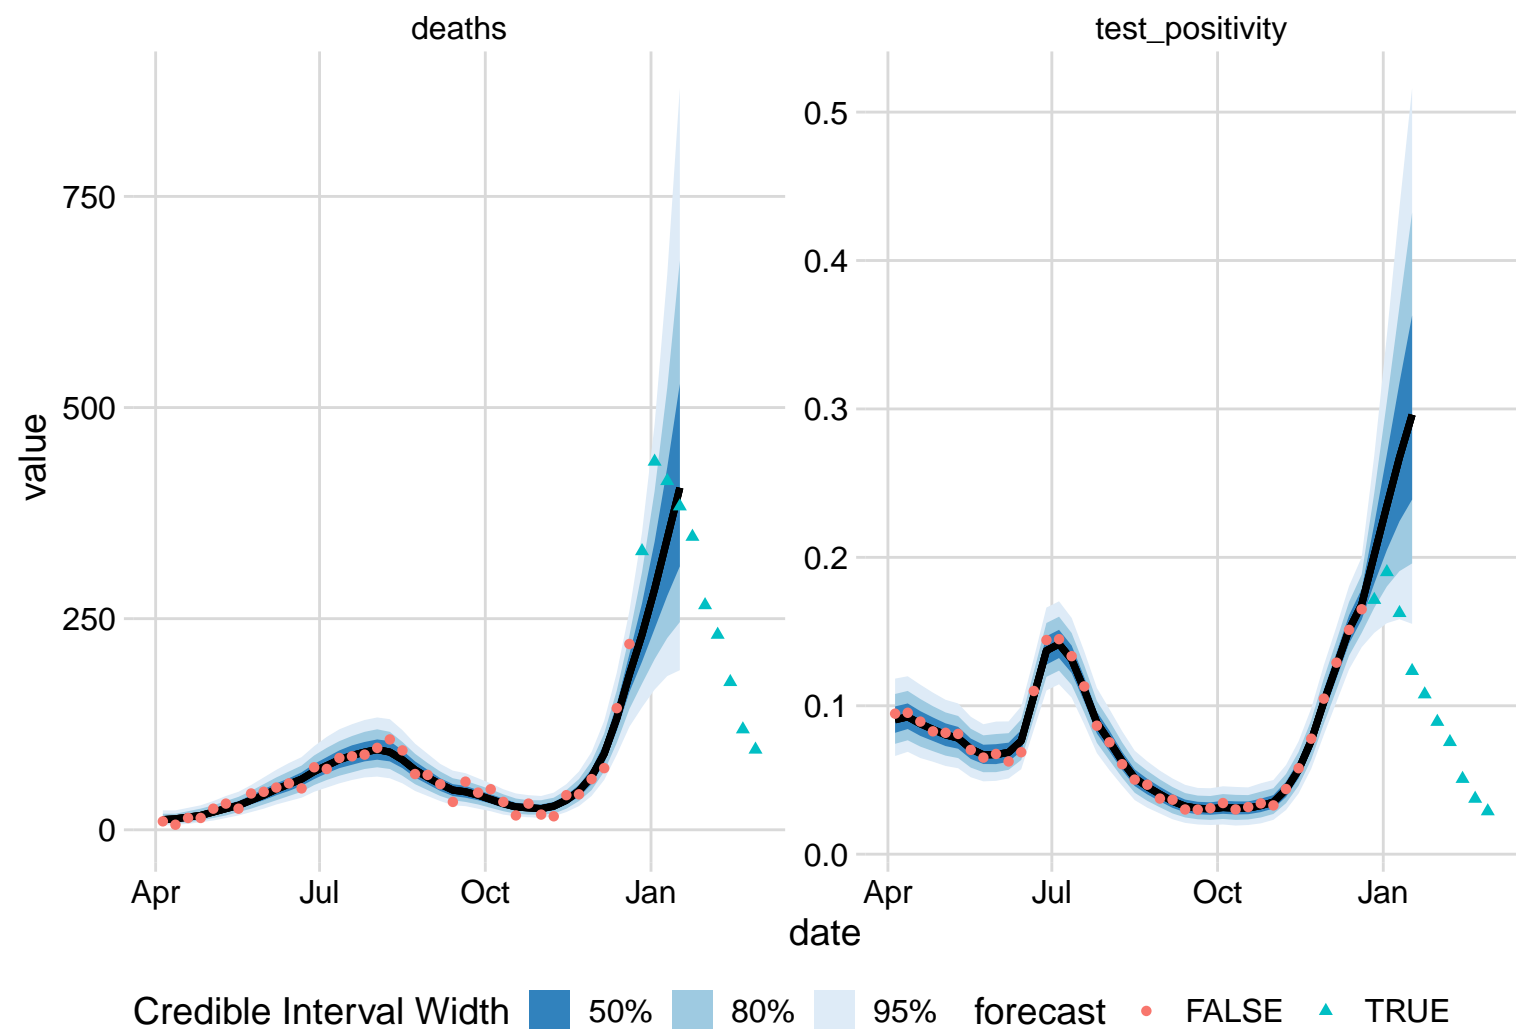 deaths
test_positivity
value
750
500
250
0
0.5
0.4
0.3
0.2
0.1
0.0
Apr Jul Oct Jan
Apr Jul Oct Jan
date
Credible Interval Width 50% 80% 95% forecast FALSE TRUE